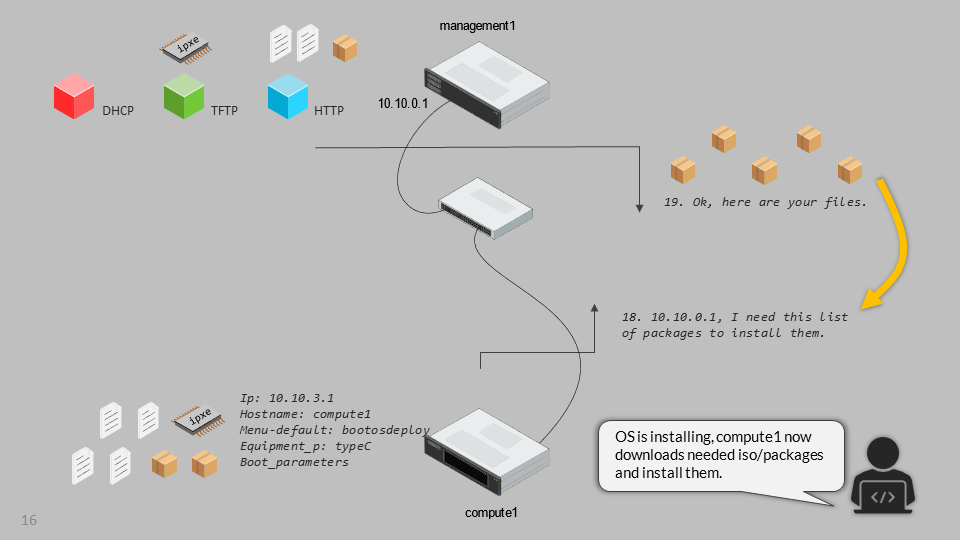 management1
ipxe
10.10.0.1
DHCP
TFTP
HTTP
19. Ok, here are your files.
18. 10.10.0.1, I need this list
of packages to install them.
ipxe
Ip: 10.10.3.1
Hostname: compute1
Menu-default: bootosdeploy
Equipment_p: typeC
Boot_parameters
OS is installing, compute1 now
downloads needed iso/packages
and install them.
</>
compute1
16